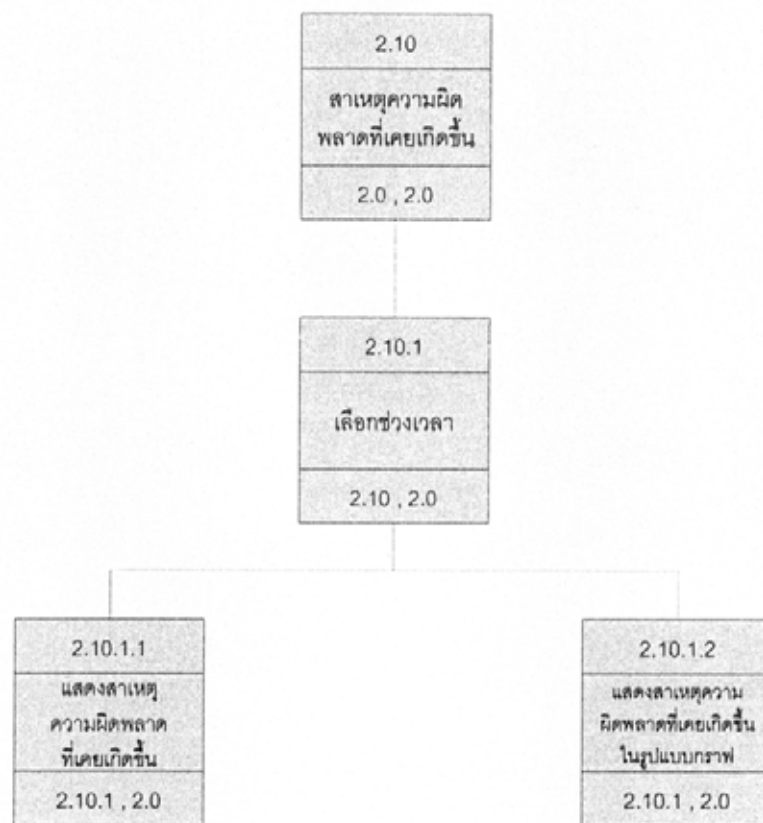 2.10
สาเหตุความผิด
พลาดที่เคยเกิดขึ้น
2.0 , 2.0
2.10.1
เลือกช่วงเวลา
2.10 , 2.0
2.10.1.1
แสดงสาเหตุ
ความผิดพลาด
ที่เคยเกิดขึ้น
2.10.1 , 2.0
2.10.1.2
แสดงสาเหตุความ
ผิดพลาดที่เคยเกิดขึ้น
ในรูปแบบกราฟ
2.10.1 , 2.0